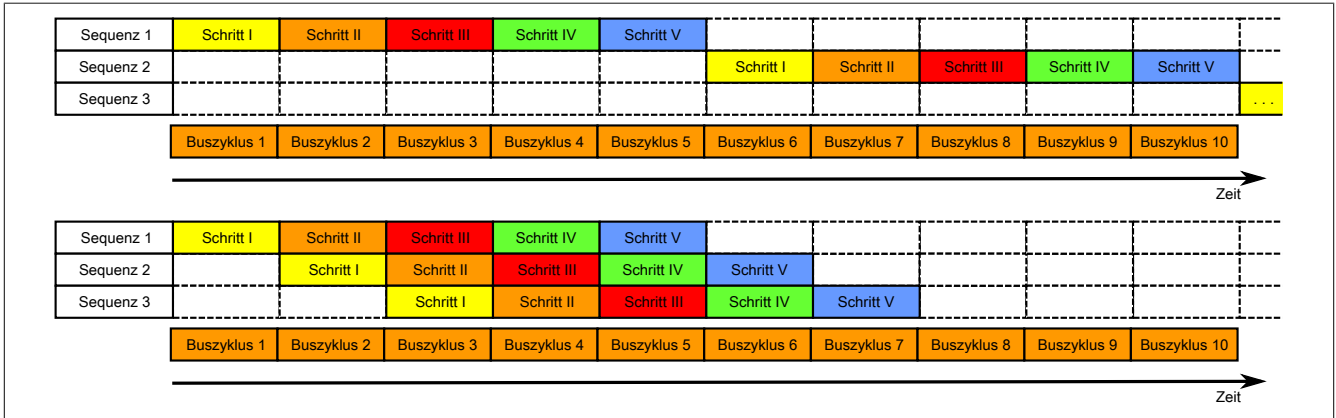 Sequenz 1 Schritt I Schritt II Schritt III Schritt IV Schritt V
Sequenz 2 Schritt I Schritt II Schritt III Schritt IV Schritt V
Sequenz 3 . . .
Buszyklus 1 Buszyklus 2 Buszyklus 3 Buszyklus 4 Buszyklus 5 Buszyklus 6 Buszyklus 7 Buszyklus 8 Buszyklus 9 Buszyklus 10
Zeit
Sequenz 1 Schritt I Schritt II Schritt III Schritt IV Schritt V
Sequenz 2 Schritt I Schritt II Schritt III Schritt IV Schritt V
Sequenz 3 Schritt I Schritt II Schritt III Schritt IV Schritt V
Buszyklus 1 Buszyklus 2 Buszyklus 3 Buszyklus 4 Buszyklus 5 Buszyklus 6 Buszyklus 7 Buszyklus 8 Buszyklus 9 Buszyklus 10
Zeit